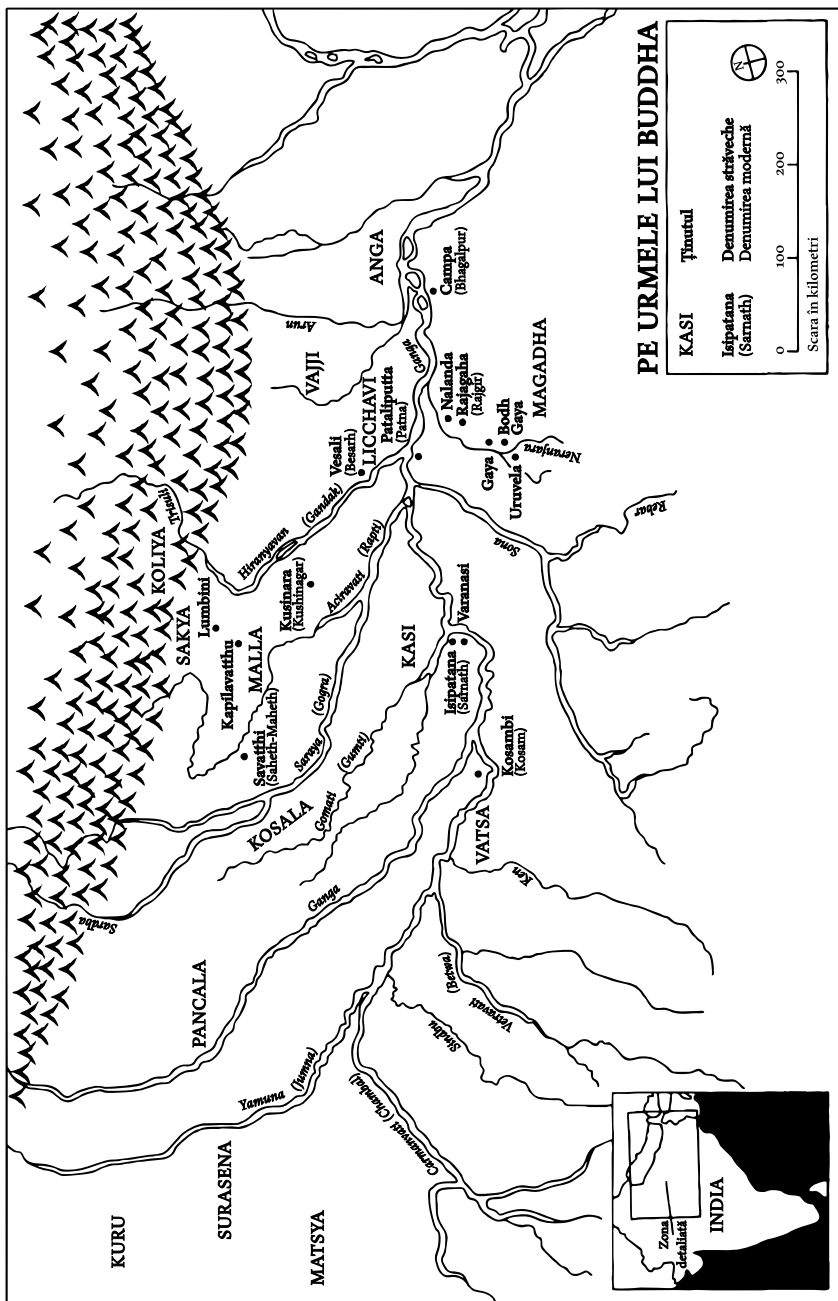 PE URMELE LUI BUDDHA
KASI Ținutul
Isipatana Denumirea străveche
(Sarnath) Denumirea modernă
N
0 100 200 300
Scara în kilometri
KURU
SURASENA
MATSYA
PANCALA
Yamuna (Jumna)
Carmanvati (Chambal)
Sindhu
(Betwa)
Vetravati
Ganga
Sardha
KOSALA
Gomati (Gumti)
Saraya (Gogra)
VATSA
Ken
Kosambi
(Kosam)
Savatthi
(Saheth-Maheth)
MALLA
Kapilavatthu
SAKYA
Lumbini
KOLIYA
Trisuli
KASI
Isipatana
(Sarnath)
Varanasi
Aciravati (Rapti)
Kusinara
(Kushinagar)
Hiranyavan (Gandak)
Sona
Rehar
Vesali
(Besarh)
LICCHAVI
Pataliputta
(Patna)
VAJJI
Arun
Ganga
ANGA
Campa
(Bhagalpur)
Nalanda
Rajagaha
(Rajgir)
MAGADHA
Gaya
Bodh
Gaya
Uruvela
Neranjara
Zona
detaliată
INDIA